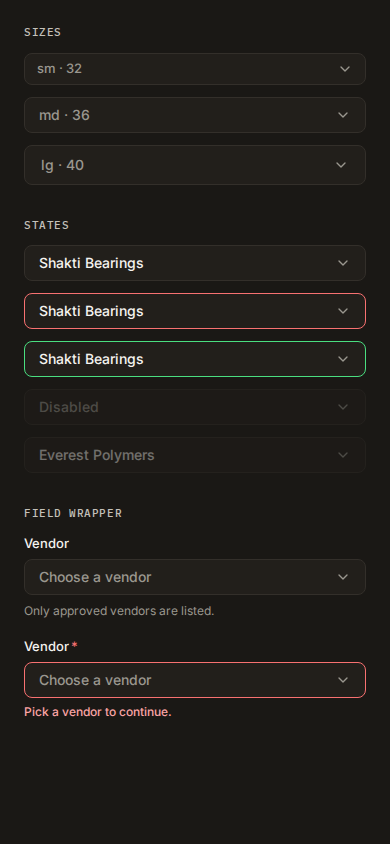 SIZES
sm · 32
md · 36
lg · 40
STATES
Shakti Bearings
Shakti Bearings
Shakti Bearings
Disabled
Everest Polymers
FIELD WRAPPER
Vendor
Choose a vendor
Only approved vendors are listed.
Vendor *
Choose a vendor
Pick a vendor to continue.